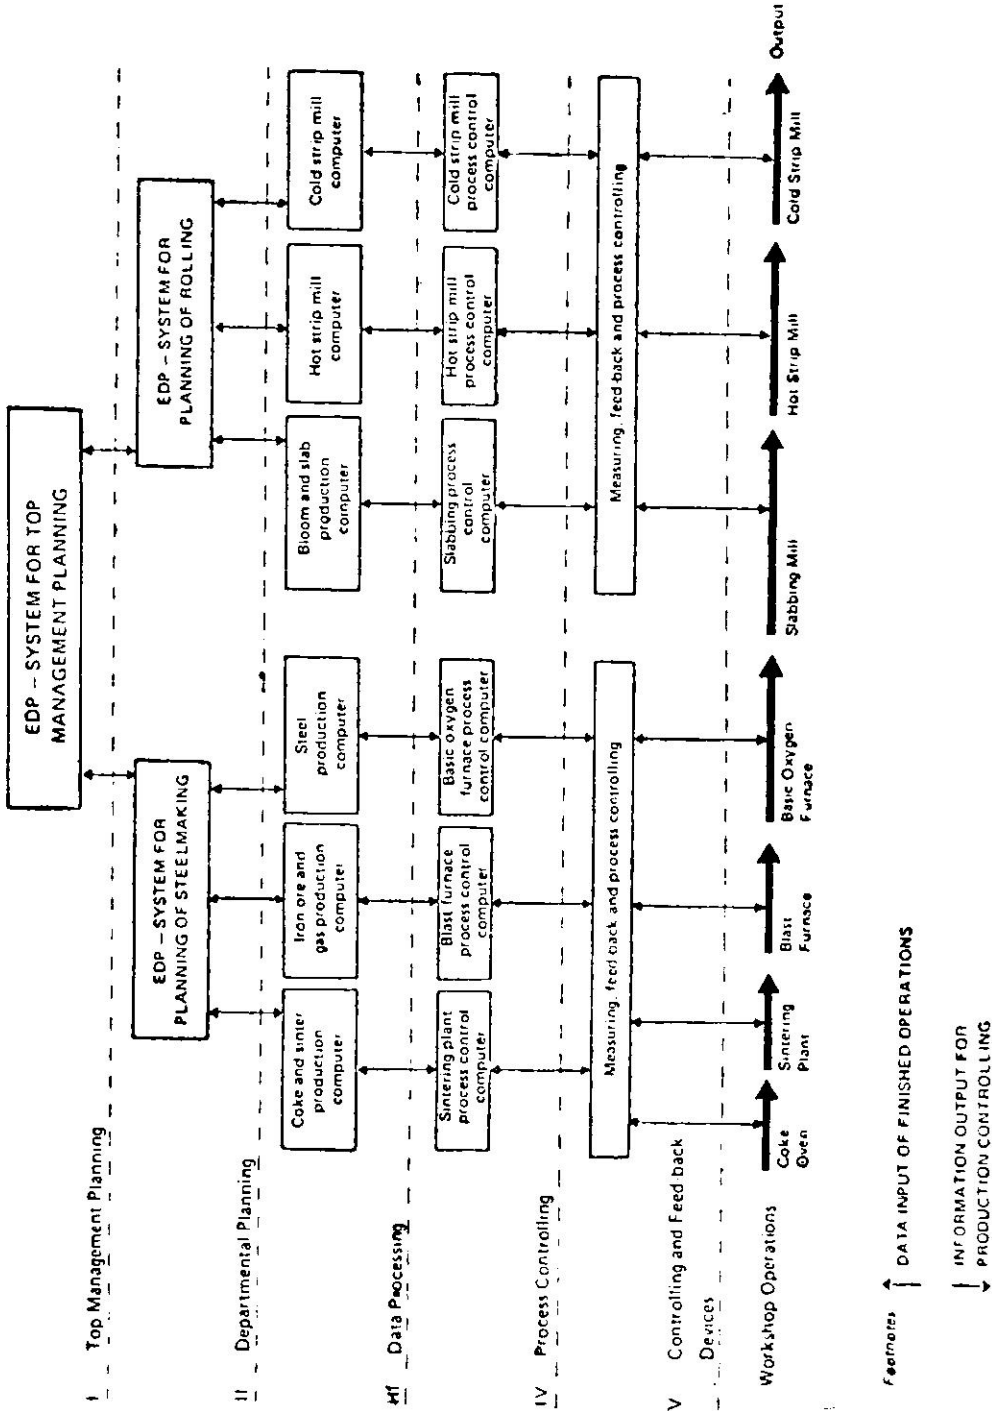 EDP – SYSTEM FOR TOP
MANAGEMENT PLANNING
I Top Management Planning
EDP – SYSTEM FOR
PLANNING OF STEELMAKING
EDP – SYSTEM FOR
PLANNING OF ROLLING
II Departmental Planning
Coke and sinter
production
computer
Iron ore and
gas production
computer
Steel
production
computer
Bloom and slab
production
computer
Hot strip mill
computer
Cold strip mill
computer
III Data Processing
Sintering plant
process control
computer
Blast furnace
process control
computer
Basic oxygen
furnace process
control computer
Slabbing process
control
computer
Hot strip mill
process control
computer
Cold strip mill
process control
computer
IV Process Controlling
Measuring, feed-back and process controlling
Measuring, feed-back and process controlling
V Controlling and Feed-back
Devices
Workshop Operations
Coke
Oven
Sintering
Plant
Blast
Furnace
Basic Oxygen
Furnace
Slabbing Mill
Hot Strip Mill
Cold Strip Mill
Output
Footnotes
DATA INPUT OF FINISHED OPERATIONS
INFORMATION OUTPUT FOR
PRODUCTION CONTROLLING